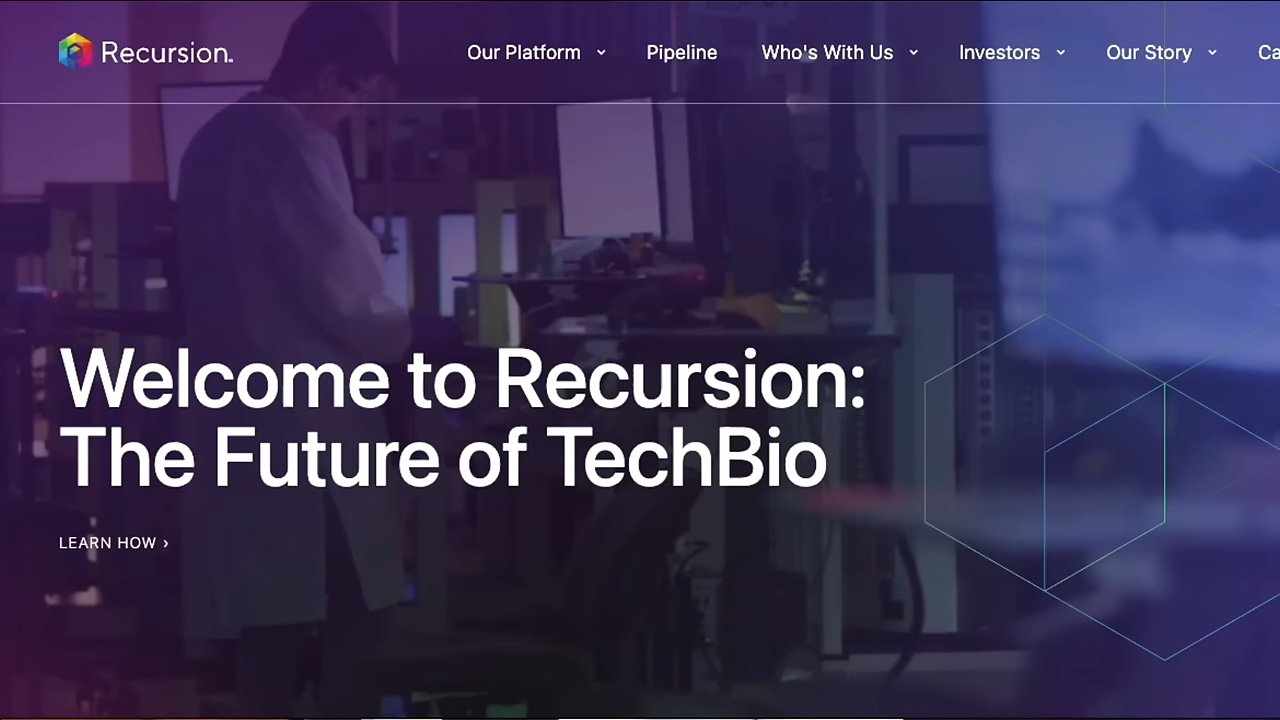 Recursion.
Our Platform
Pipeline
Who's With Us
Investors
Our Story
Welcome to Recursion:
The Future of TechBio
LEARN HOW ›